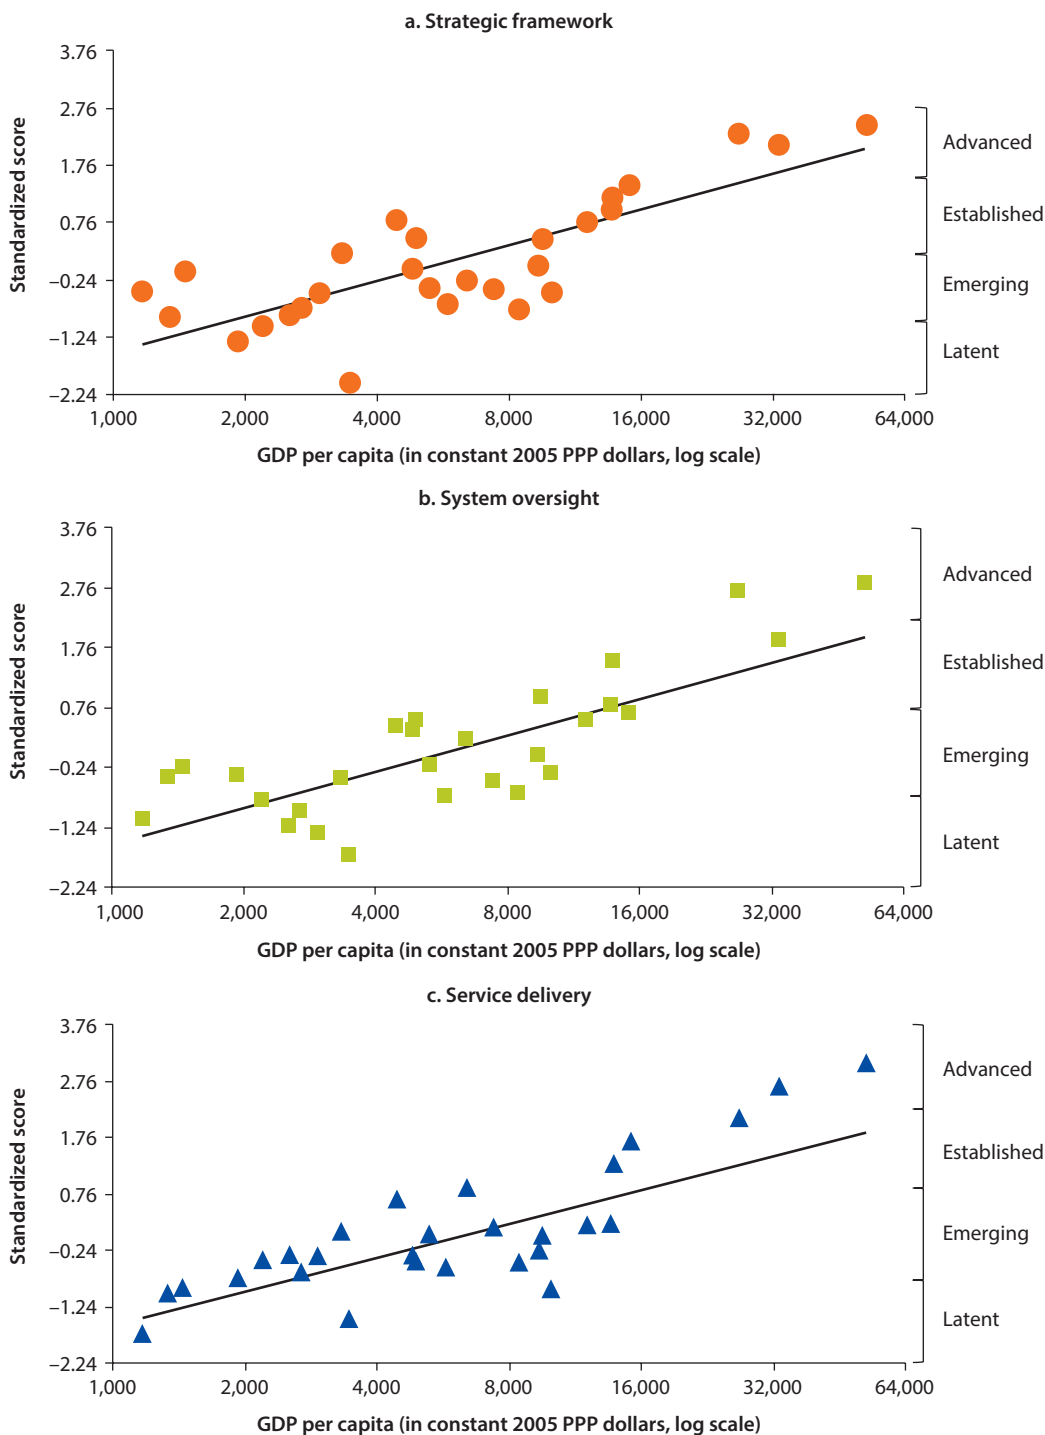 a. Strategic framework
Standardized score
3.76
2.76
1.76
0.76
−0.24
−1.24
−2.24
Advanced
Established
Emerging
Latent
1,000 2,000 4,000 8,000 16,000 32,000 64,000
GDP per capita (in constant 2005 PPP dollars, log scale)
b. System oversight
Standardized score
3.76
2.76
1.76
0.76
−0.24
−1.24
−2.24
Advanced
Established
Emerging
Latent
1,000 2,000 4,000 8,000 16,000 32,000 64,000
GDP per capita (in constant 2005 PPP dollars, log scale)
c. Service delivery
Standardized score
3.76
2.76
1.76
0.76
−0.24
−1.24
−2.24
Advanced
Established
Emerging
Latent
1,000 2,000 4,000 8,000 16,000 32,000 64,000
GDP per capita (in constant 2005 PPP dollars, log scale)